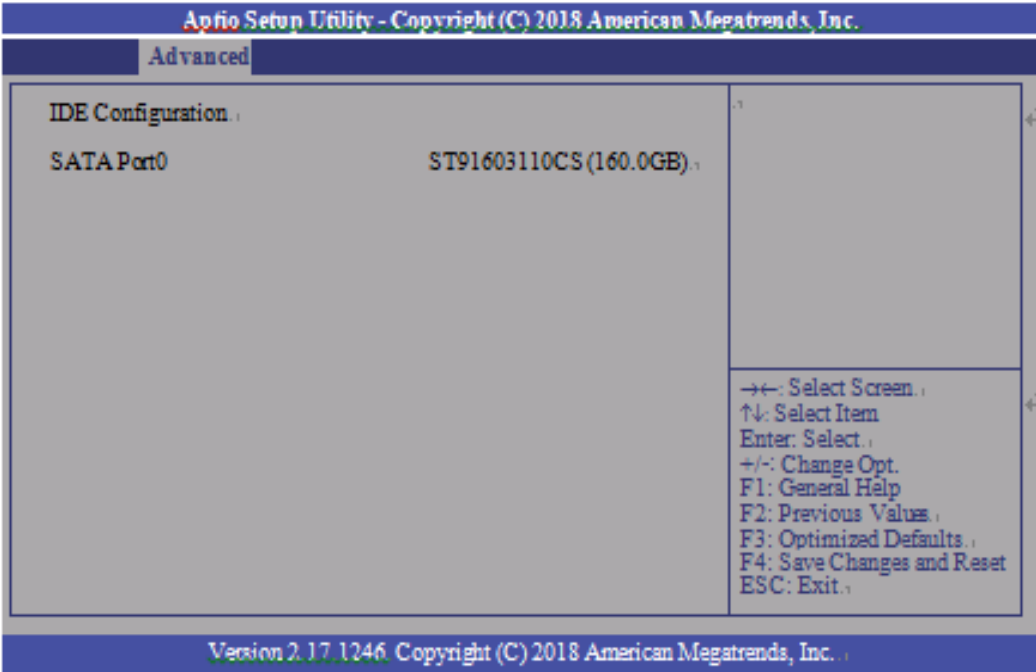 Aptio Setup Utility - Copyright (C) 2018 American Megatrends, Inc.
Advanced
IDE Configuration
SATA Port0 ST91603110CS (160.0GB)
→←: Select Screen
↑↓: Select Item
Enter: Select
+/-: Change Opt.
F1: General Help
F2: Previous Values
F3: Optimized Defaults
F4: Save Changes and Reset
ESC: Exit
Version 2.17.1246. Copyright (C) 2018 American Megatrends, Inc.